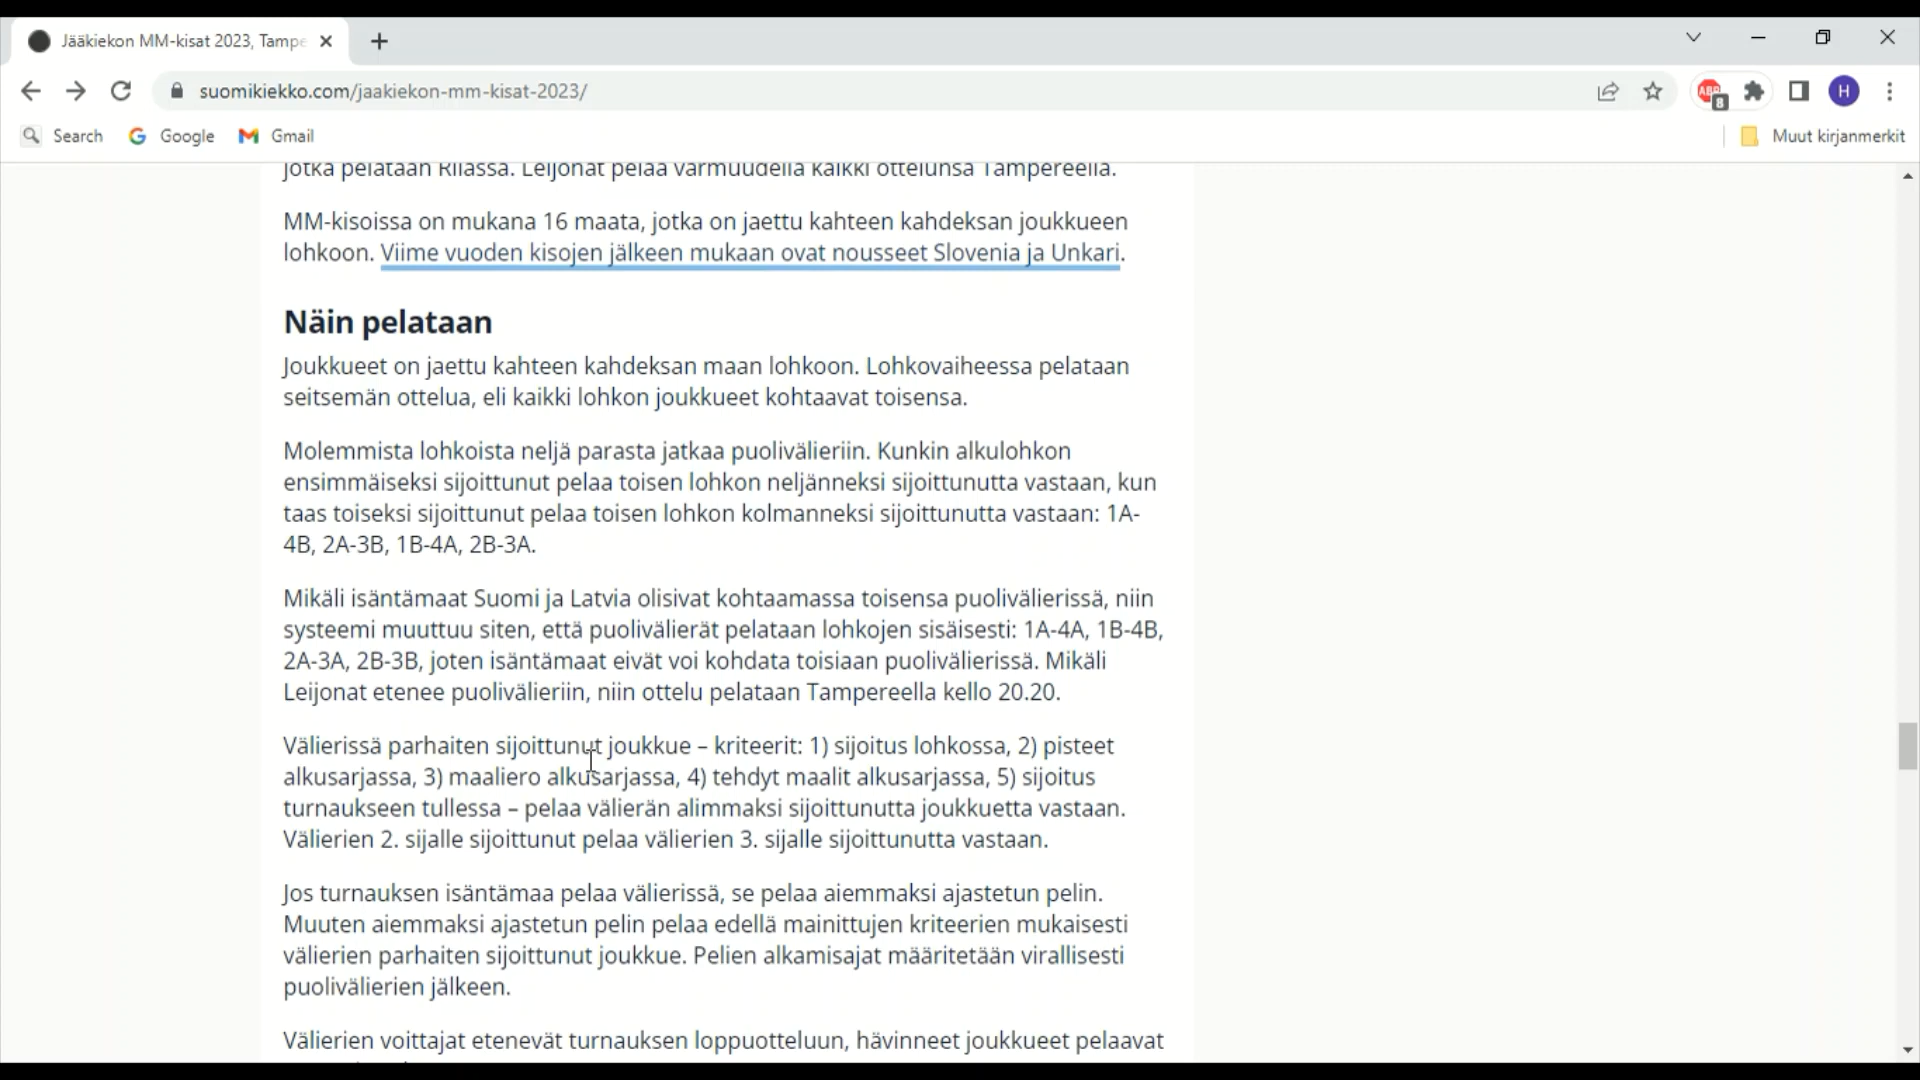 Jääkiekon MM-kisat 2023, Tampe
suomikiekko.com/jaakiekon-mm-kisat-2023/
ABP
8
H
Search
Google
Gmail
Muut kirjanmerkit
jotka pelataan Riiassa. Leijonat pelaa varmuudella kaikki ottelunsa Tampereella.
MM-kisoissa on mukana 16 maata, jotka on jaettu kahteen kahdeksan joukkueen
lohkoon. Viime vuoden kisojen jälkeen mukaan ovat nousseet Slovenia ja Unkari.
Näin pelataan
Joukkueet on jaettu kahteen kahdeksan maan lohkoon. Lohkovaiheessa pelataan
seitsemän ottelua, eli kaikki lohkon joukkueet kohtaavat toisensa.
Molemmista lohkoista neljä parasta jatkaa puolivälieriin. Kunkin alkulohkon
ensimmäiseksi sijoittunut pelaa toisen lohkon neljänneksi sijoittunutta vastaan, kun
taas toiseksi sijoittunut pelaa toisen lohkon kolmanneksi sijoittunutta vastaan: 1A-
4B, 2A-3B, 1B-4A, 2B-3A.
Mikäli isäntämaat Suomi ja Latvia olisivat kohtaamassa toisensa puolivälierissä, niin
systeemi muuttuu siten, että puolivälierät pelataan lohkojen sisäisesti: 1A-4A, 1B-4B,
2A-3A, 2B-3B, joten isäntämaat eivät voi kohdata toisiaan puolivälierissä. Mikäli
Leijonat etenee puolivälieriin, niin ottelu pelataan Tampereella kello 20.20.
Välierissä parhaiten sijoittunut joukkue – kriteerit: 1) sijoitus lohkossa, 2) pisteet
alkusarjassa, 3) maaliero alkusarjassa, 4) tehdyt maalit alkusarjassa, 5) sijoitus
turnaukseen tullessa – pelaa välierän alimmaksi sijoittunutta joukkuetta vastaan.
Välierien 2. sijalle sijoittunut pelaa välierien 3. sijalle sijoittunutta vastaan.
Jos turnauksen isäntämaa pelaa välierissä, se pelaa aiemmaksi ajastetun pelin.
Muuten aiemmaksi ajastetun pelin pelaa edellä mainittujen kriteerien mukaisesti
välierien parhaiten sijoittunut joukkue. Pelien alkamisajat määritetään virallisesti
puolivälierien jälkeen.
Välierien voittajat etenevät turnauksen loppuotteluun, hävinneet joukkueet pelaavat